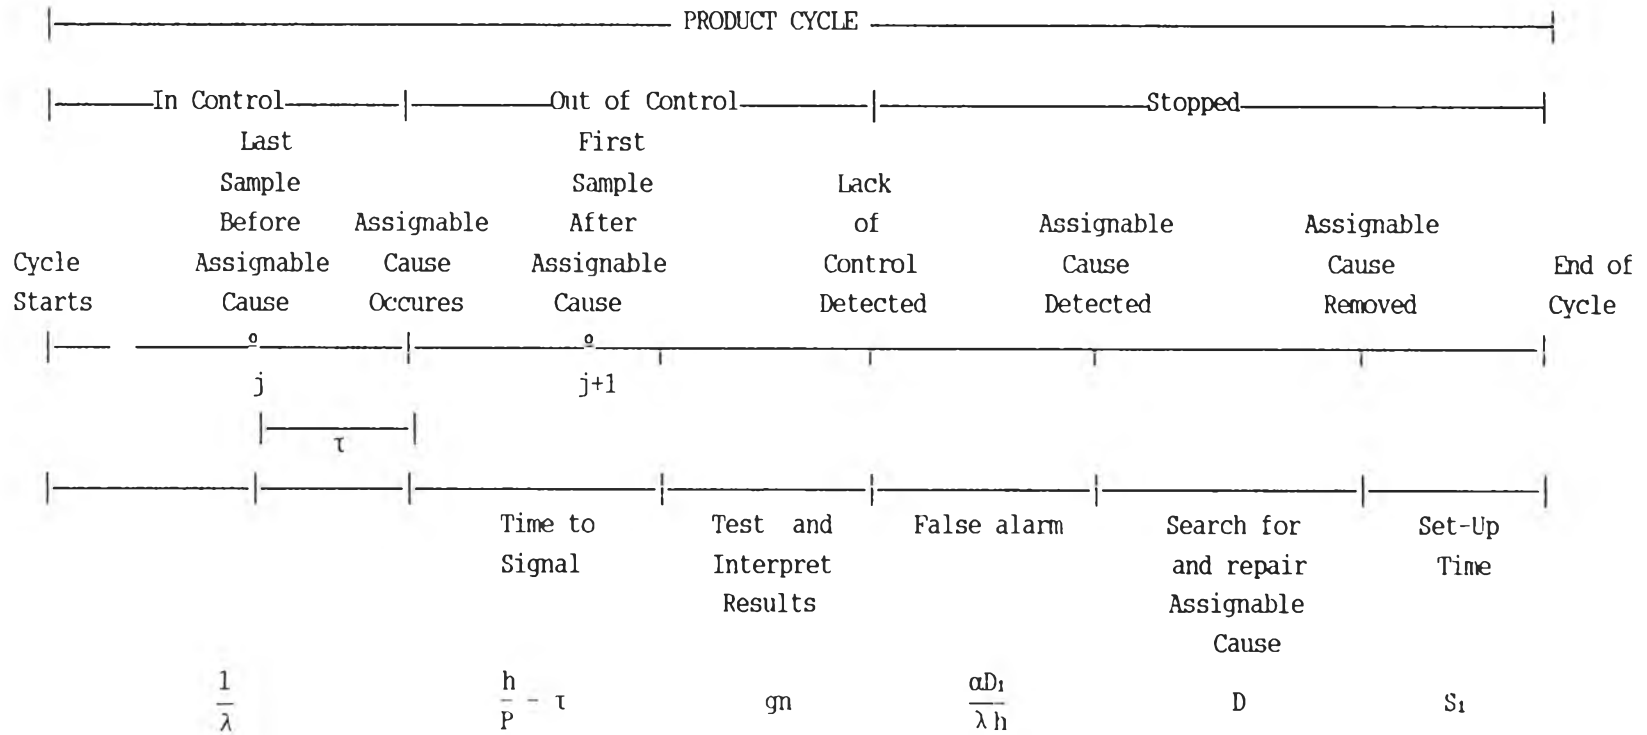 PRODUCT CYCLE
In Control
Out of Control
Stopped
Last
Sample
Before
Assignable
Cause
First
Sample
After
Assignable
Cause
Lack
of
Control
Detected
Cycle
Starts
Assignable
Cause
Occures
Assignable
Cause
Detected
Assignable
Cause
Removed
End of
Cycle
j
j+1
τ
Time to
Signal
Test and
Interpret
Results
False alarm
Search for
and repair
Assignable
Cause
Set-Up
Time
1
λ
h
P
- τ
gn
αD₁
λh
D
S₁